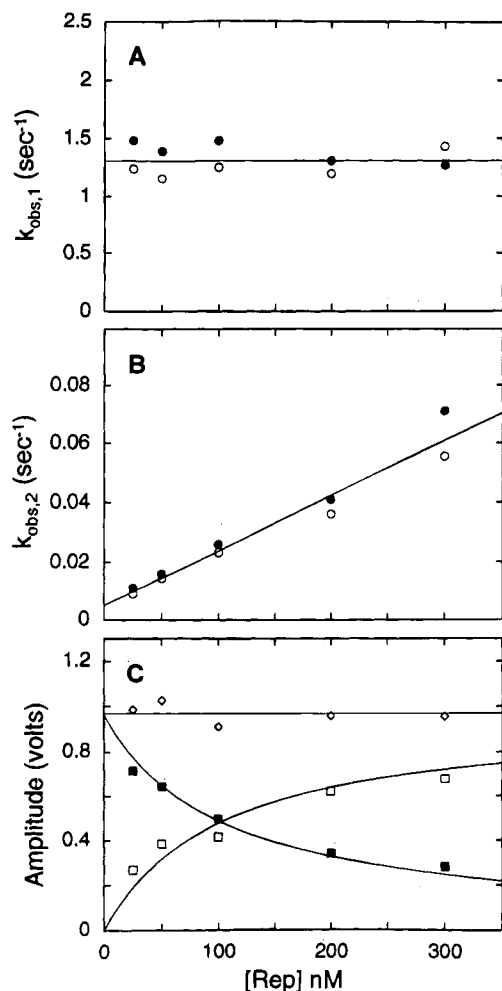 A
k_obs,1 (sec⁻¹)
2.5
2
1.5
1
0.5
0
B
k_obs,2 (sec⁻¹)
0.08
0.06
0.04
0.02
0
C
Amplitude (volts)
1.2
0.8
0.4
0
0 100 200 300
[Rep] nM